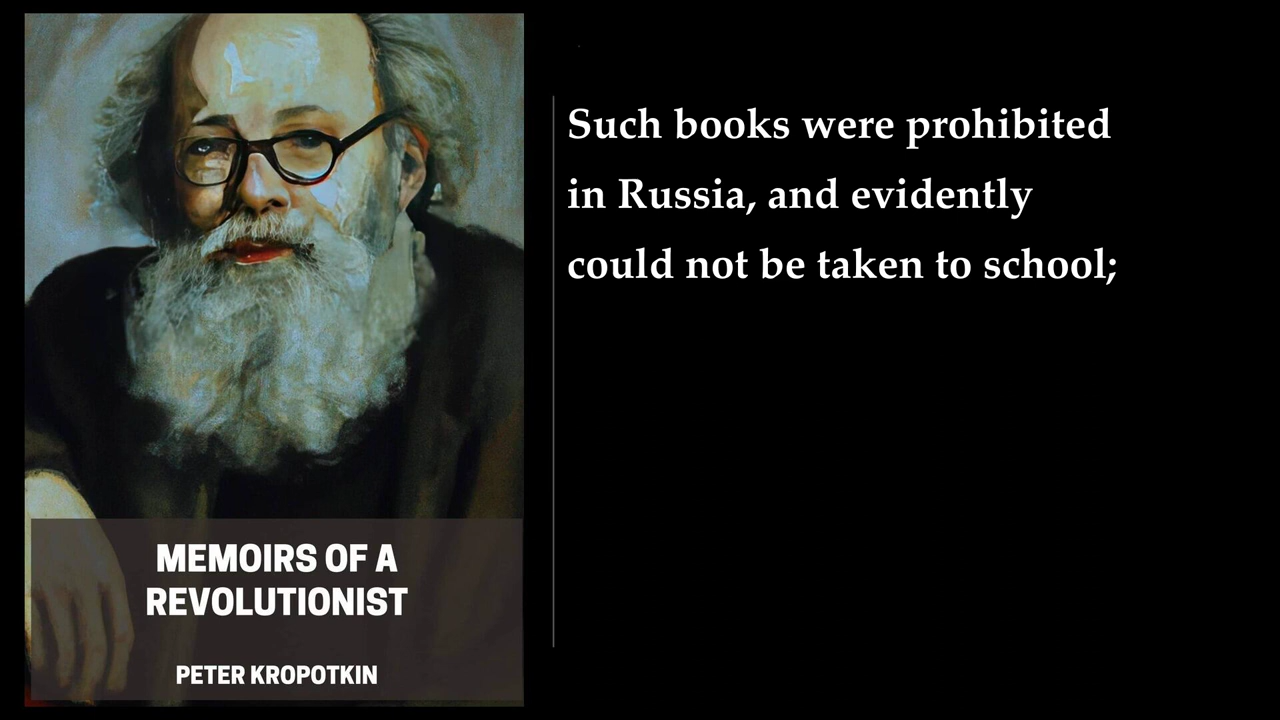 Such books were prohibited
in Russia, and evidently
could not be taken to school;
MEMOIRS OF A
REVOLUTIONIST
PETER KROPOTKIN